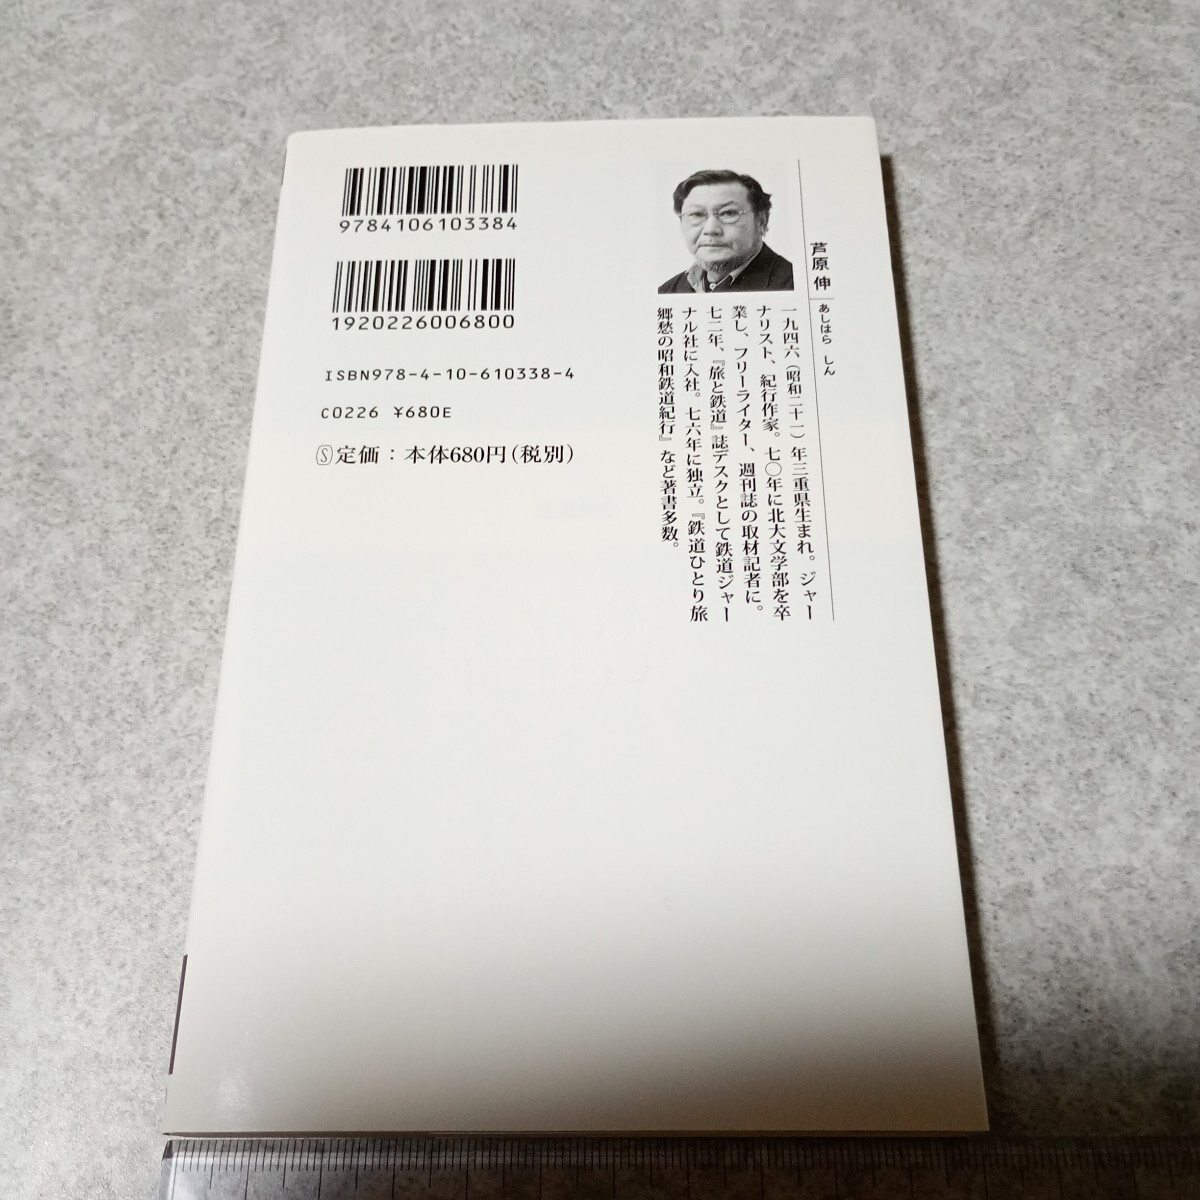 9784106103384
1920226006800
ISBN978-4-10-610338-4
C0226 ¥680E
Ⓢ定価：本体680円(税別)
芦原 伸
あしはら しん
一九四六（昭和二十一）年三重県生まれ。ジャー
ナリスト、紀行作家。七〇年に北大文学部を卒
業し、フリーライター、週刊誌の取材記者に。
七二年、『旅と鉄道』誌デスクとして鉄道ジャー
ナル社に入社。七六年に独立。『鉄道ひとり旅
郷愁の昭和鉄道紀行』など著書多数。